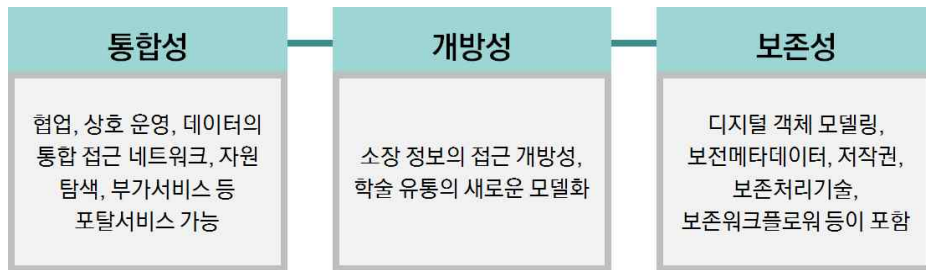 통합성
협업, 상호 운영, 데이터의
통합 접근 네트워크, 자원
탐색, 부가서비스 등
포탈서비스 가능
개방성
소장 정보의 접근 개방성,
학술 유통의 새로운 모델화
보존성
디지털 객체 모델링,
보전메타데이터, 저작권,
보존처리기술,
보존워크플로워 등이 포함